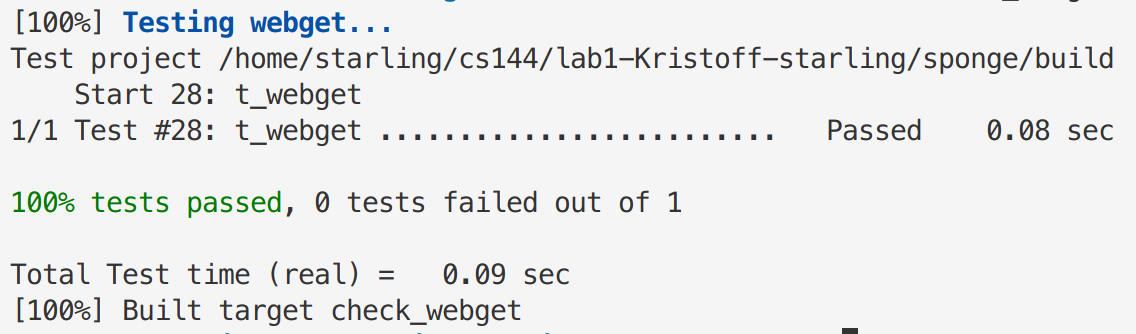 [100%] Testing webget...
Test project /home/starling/cs144/lab1-Kristoff-starling/sponge/build
    Start 28: t_webget
1/1 Test #28: t_webget .........................   Passed    0.08 sec

100% tests passed, 0 tests failed out of 1

Total Test time (real) =   0.09 sec
[100%] Built target check_webget